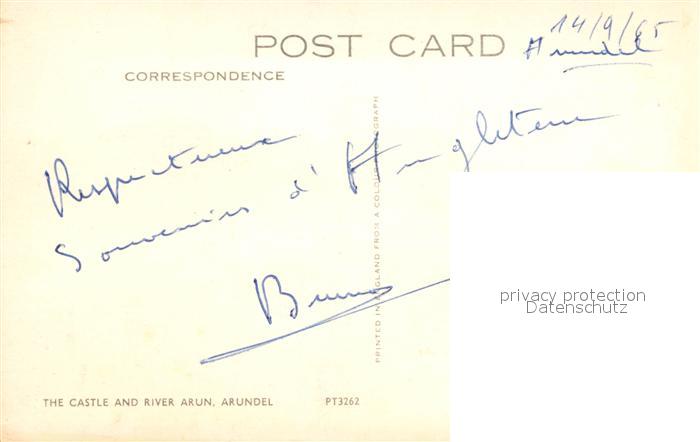 14/9/65
POST CARD
Arundel
CORRESPONDENCE
Respectueux
Souvenirs d'Angleterre
Bruno
PRINTED IN ENGLAND FROM A COLOUR PHOTOGRAPH
privacy protection
Datenschutz
THE CASTLE AND RIVER ARUN, ARUNDEL PT3262